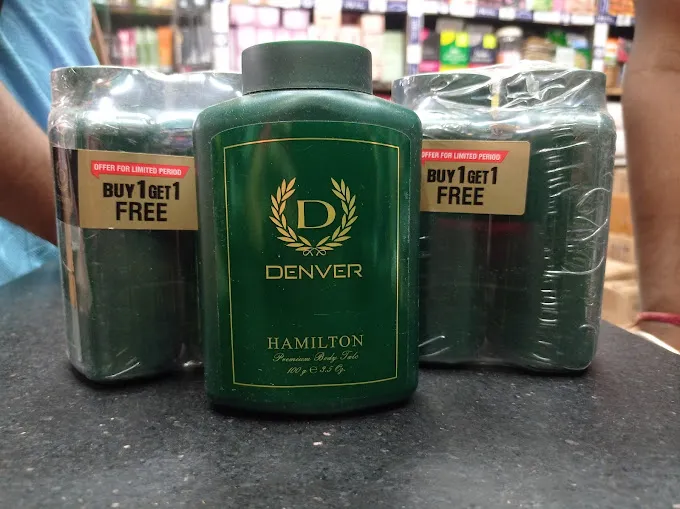 OFFER FOR LIMITED PERIOD
BUY 1 GET 1
FREE
D
DENVER
HAMILTON
Premium Body Talc
100 g ℮ 3.5 Oz.
OFFER FOR LIMITED PERIOD
BUY 1 GET 1
FREE